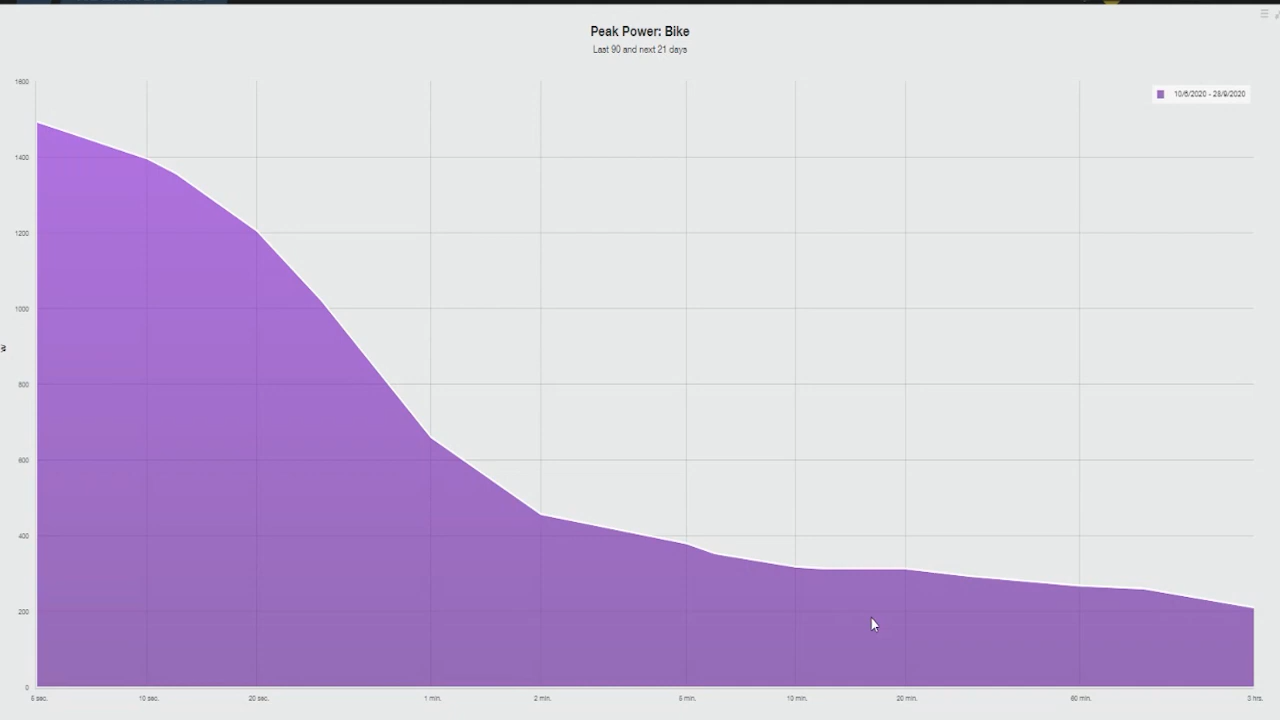 Peak Power: Bike
Last 90 and next 21 days
10/6/2020 - 28/9/2020
1600
1400
1200
1000
800
600
400
200
0
W
5 sec.
10 sec.
20 sec.
1 min.
2 min.
5 min.
10 min.
20 min.
60 min.
3 hrs.